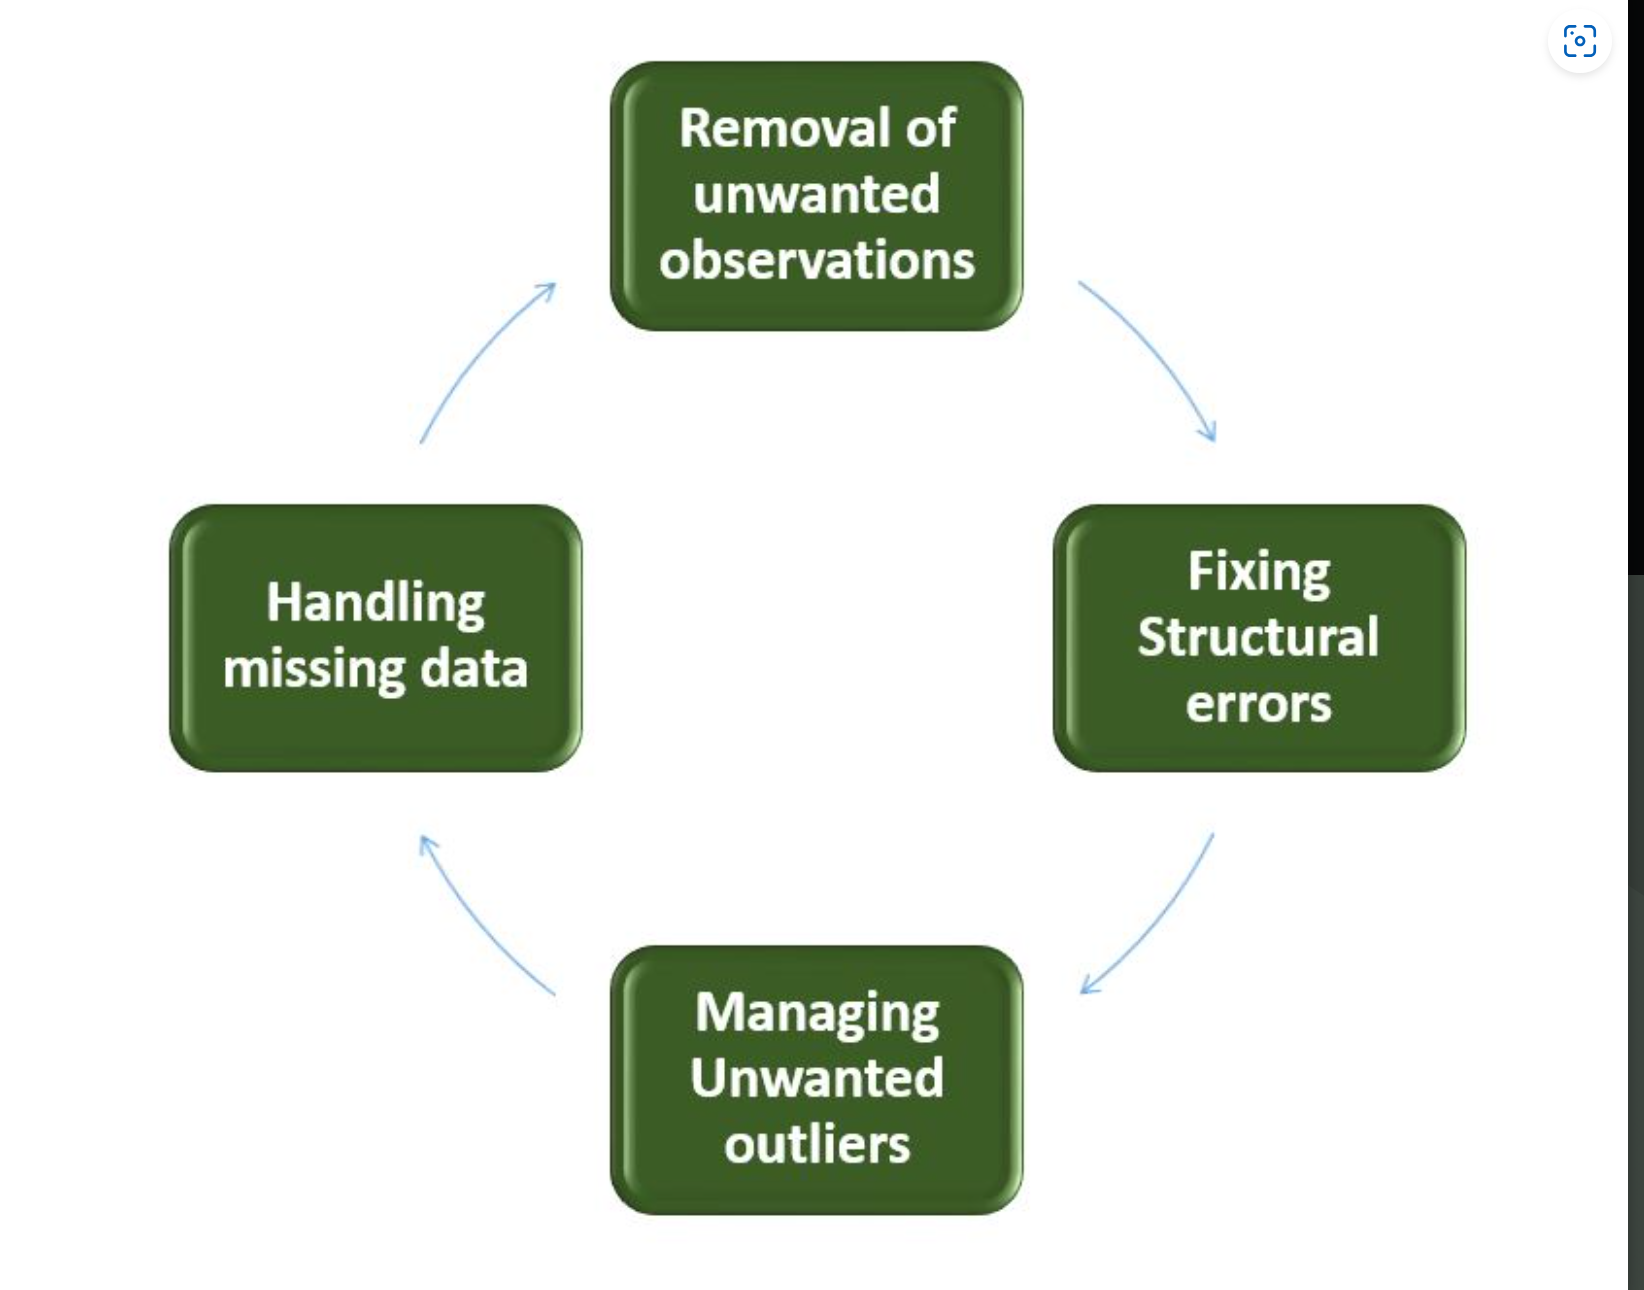 Removal of
unwanted
observations
Handling
missing data
Fixing
Structural
errors
Managing
Unwanted
outliers